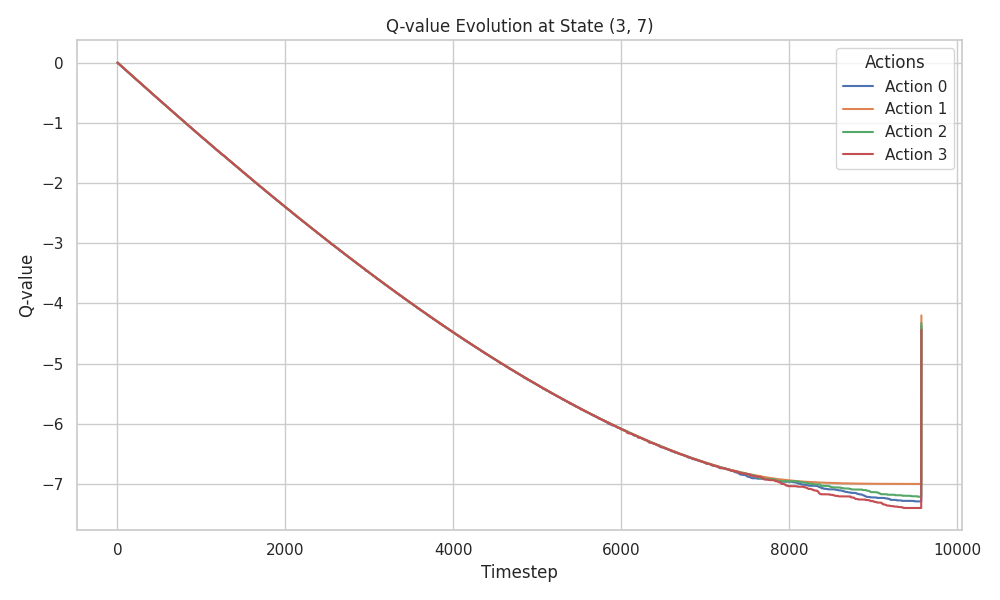 Q-value Evolution at State (3, 7)
Actions
Action 0
Action 1
Action 2
Action 3
Q-value
0
−1
−2
−3
−4
−5
−6
−7
0
2000
4000
6000
8000
10000
Timestep